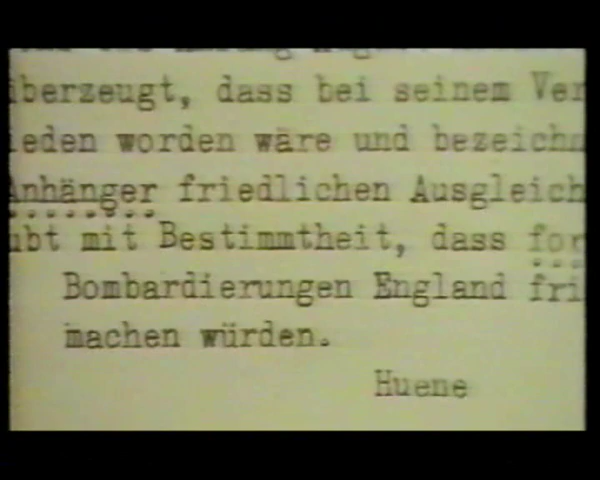 überzeugt, dass bei seinem Ver
ieden worden wäre und bezeichn
Anhänger friedlichen Ausgleich
ubt mit Bestimmtheit, dass for
Bombardierungen England fri
machen würden.
Huene